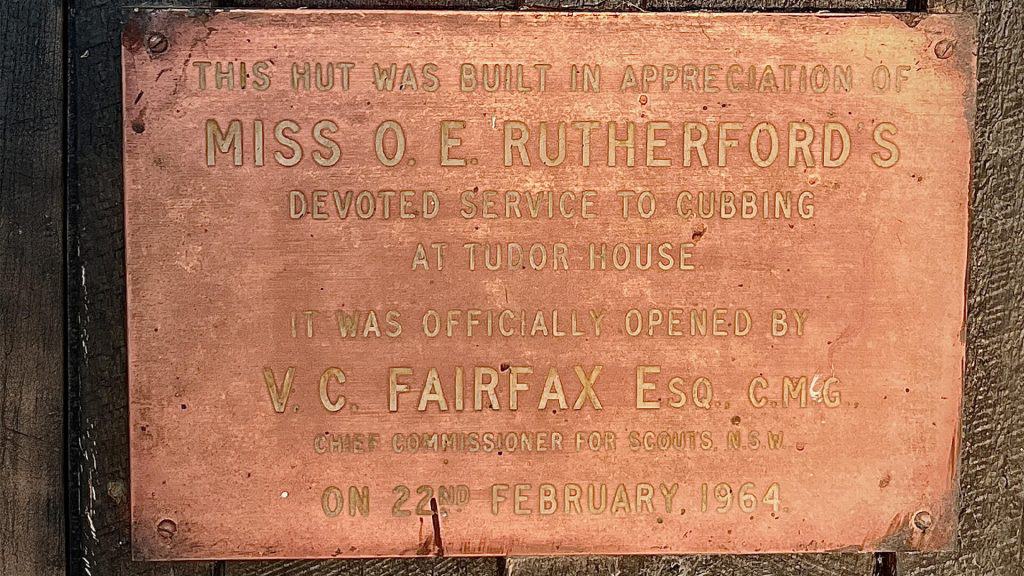 THIS HUT WAS BUILT IN APPRECIATION OF
MISS O. E. RUTHERFORD'S
DEVOTED SERVICE TO CUBBING
AT TUDOR HOUSE
IT WAS OFFICIALLY OPENED BY
V. C. FAIRFAX ESQ., C.M.G.,
CHIEF COMMISSIONER FOR SCOUTS, N.S.W.
ON 22ND FEBRUARY, 1964.